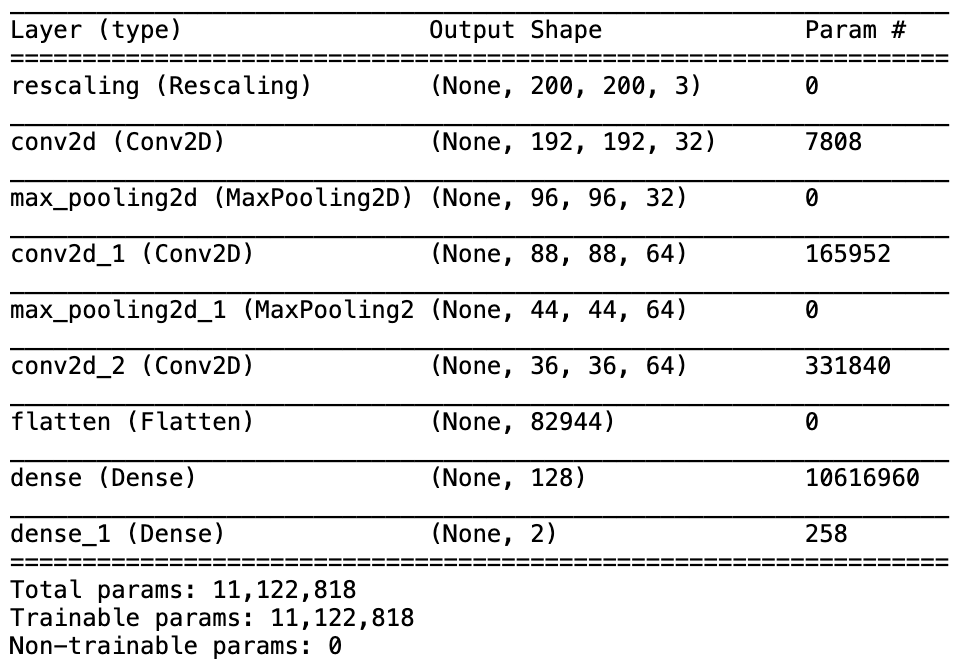 Layer (type) Output Shape Param #
rescaling (Rescaling) (None, 200, 200, 3) 0
conv2d (Conv2D) (None, 192, 192, 32) 7808
max_pooling2d (MaxPooling2D) (None, 96, 96, 32) 0
conv2d_1 (Conv2D) (None, 88, 88, 64) 165952
max_pooling2d_1 (MaxPooling2 (None, 44, 44, 64) 0
conv2d_2 (Conv2D) (None, 36, 36, 64) 331840
flatten (Flatten) (None, 82944) 0
dense (Dense) (None, 128) 10616960
dense_1 (Dense) (None, 2) 258
Total params: 11,122,818
Trainable params: 11,122,818
Non-trainable params: 0